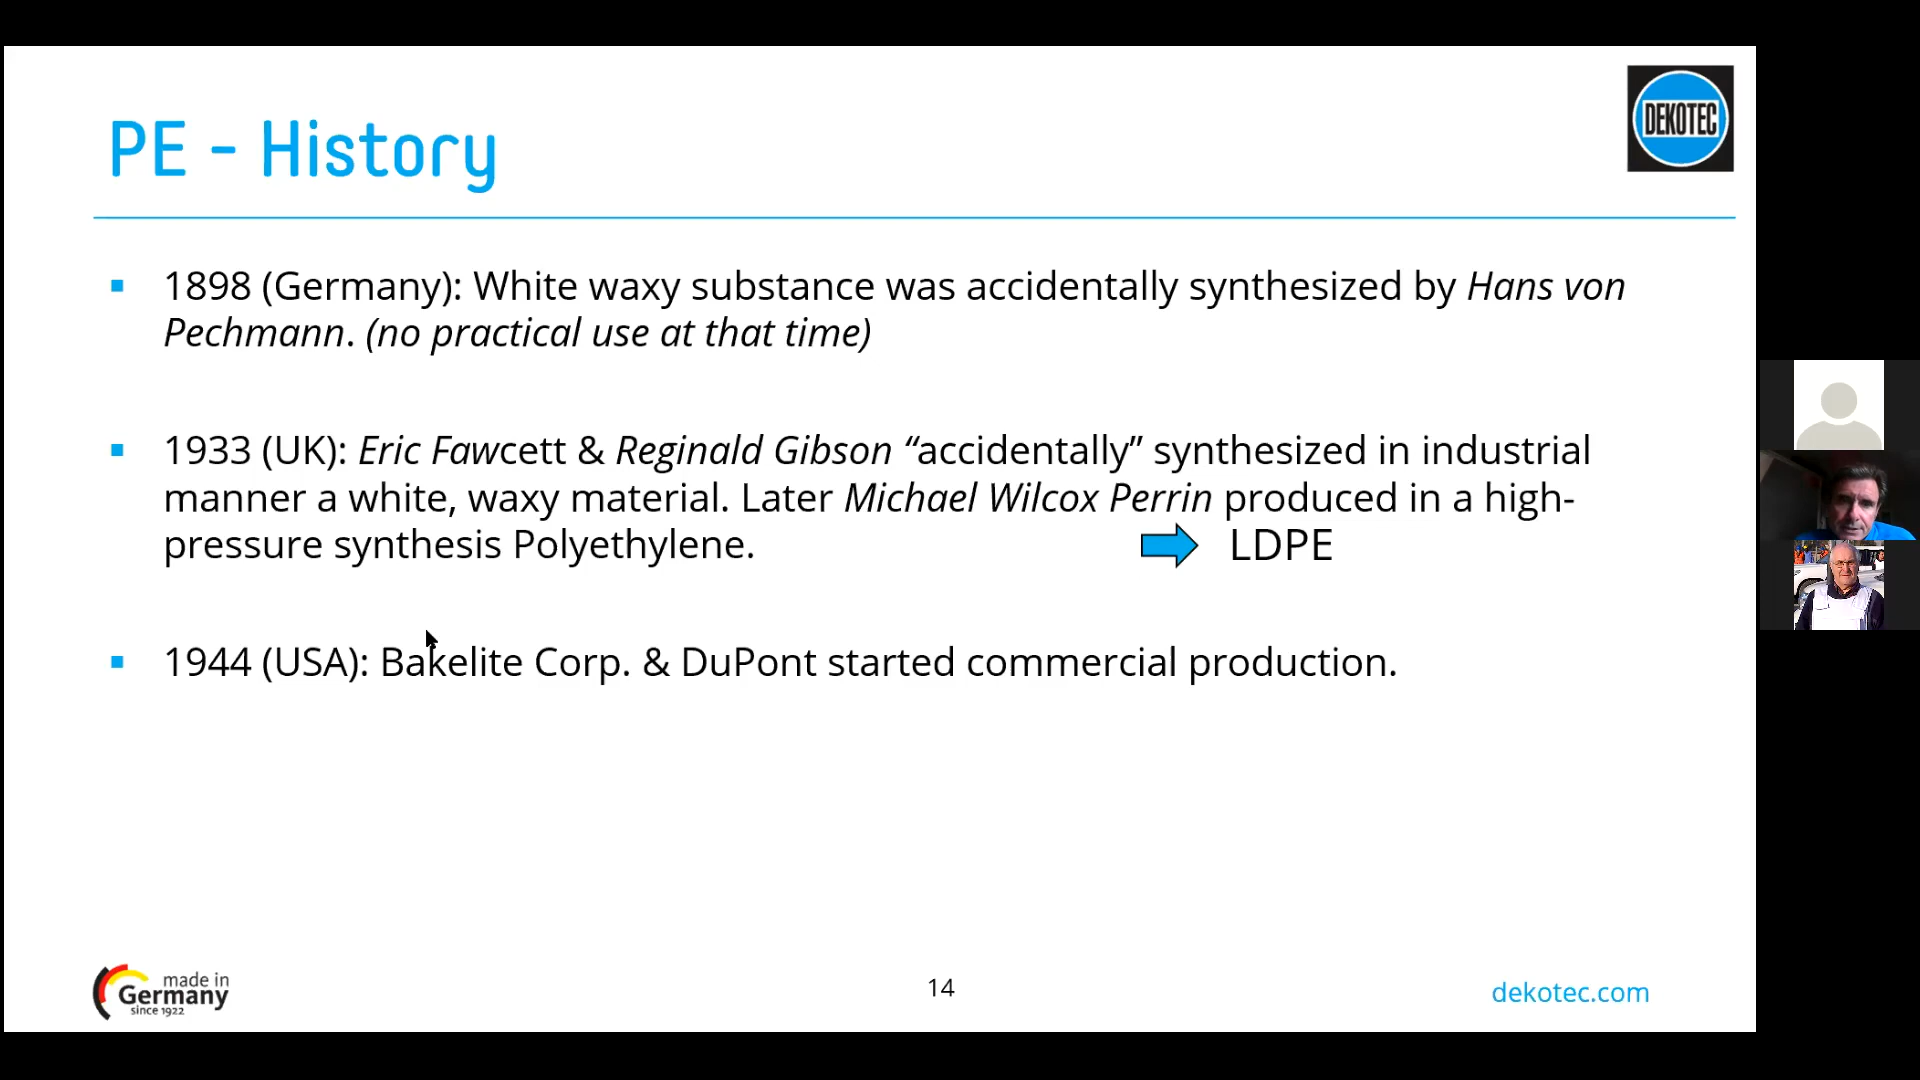 PE - History
DEKOTEC
▪ 1898 (Germany): White waxy substance was accidentally synthesized by Hans von
Pechmann. (no practical use at that time)
▪ 1933 (UK): Eric Fawcett & Reginald Gibson “accidentally” synthesized in industrial
manner a white, waxy material. Later Michael Wilcox Perrin produced in a high-
pressure synthesis Polyethylene. LDPE
▪ 1944 (USA): Bakelite Corp. & DuPont started commercial production.
made in
Germany
since 1922
14
dekotec.com